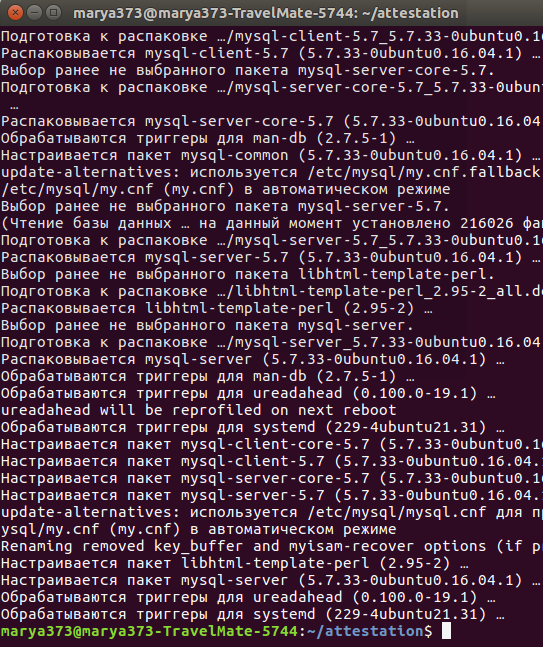 marya373@marya373-TravelMate-5744: ~/attestation
Подготовка к распаковке …/mysql-client-5.7_5.7.33-0ubuntu0.16
Распаковывается mysql-client-5.7 (5.7.33-0ubuntu0.16.04.1) …
Выбор ранее не выбранного пакета mysql-server-core-5.7.
Подготовка к распаковке …/mysql-server-core-5.7_5.7.33-0ubun
…
Распаковывается mysql-server-core-5.7 (5.7.33-0ubuntu0.16.04
Обрабатываются триггеры для man-db (2.7.5-1) …
Настраивается пакет mysql-common (5.7.33-0ubuntu0.16.04.1) …
update-alternatives: используется /etc/mysql/my.cnf.fallback
/etc/mysql/my.cnf (my.cnf) в автоматическом режиме
Выбор ранее не выбранного пакета mysql-server-5.7.
(Чтение базы данных … на данный момент установлено 216026 фа
Подготовка к распаковке …/mysql-server-5.7_5.7.33-0ubuntu0.16
Распаковывается mysql-server-5.7 (5.7.33-0ubuntu0.16.04.1) …
Выбор ранее не выбранного пакета libhtml-template-perl.
Подготовка к распаковке …/libhtml-template-perl_2.95-2_all.de
Распаковывается libhtml-template-perl (2.95-2) …
Выбор ранее не выбранного пакета mysql-server.
Подготовка к распаковке …/mysql-server_5.7.33-0ubuntu0.16.04
Распаковывается mysql-server (5.7.33-0ubuntu0.16.04.1) …
Обрабатываются триггеры для man-db (2.7.5-1) …
Обрабатываются триггеры для ureadahead (0.100.0-19.1) …
ureadahead will be reprofiled on next reboot
Обрабатываются триггеры для systemd (229-4ubuntu21.31) …
Настраивается пакет mysql-client-core-5.7 (5.7.33-0ubuntu0.16
Настраивается пакет mysql-client-5.7 (5.7.33-0ubuntu0.16.04.1
Настраивается пакет mysql-server-core-5.7 (5.7.33-0ubuntu0.16
Настраивается пакет mysql-server-5.7 (5.7.33-0ubuntu0.16.04.1
update-alternatives: используется /etc/mysql/mysql.cnf для пр
ysql/my.cnf (my.cnf) в автоматическом режиме
Renaming removed key_buffer and myisam-recover options (if pr
Настраивается пакет libhtml-template-perl (2.95-2) …
Настраивается пакет mysql-server (5.7.33-0ubuntu0.16.04.1) …
Обрабатываются триггеры для ureadahead (0.100.0-19.1) …
Обрабатываются триггеры для systemd (229-4ubuntu21.31) …
marya373@marya373-TravelMate-5744:~/attestation$